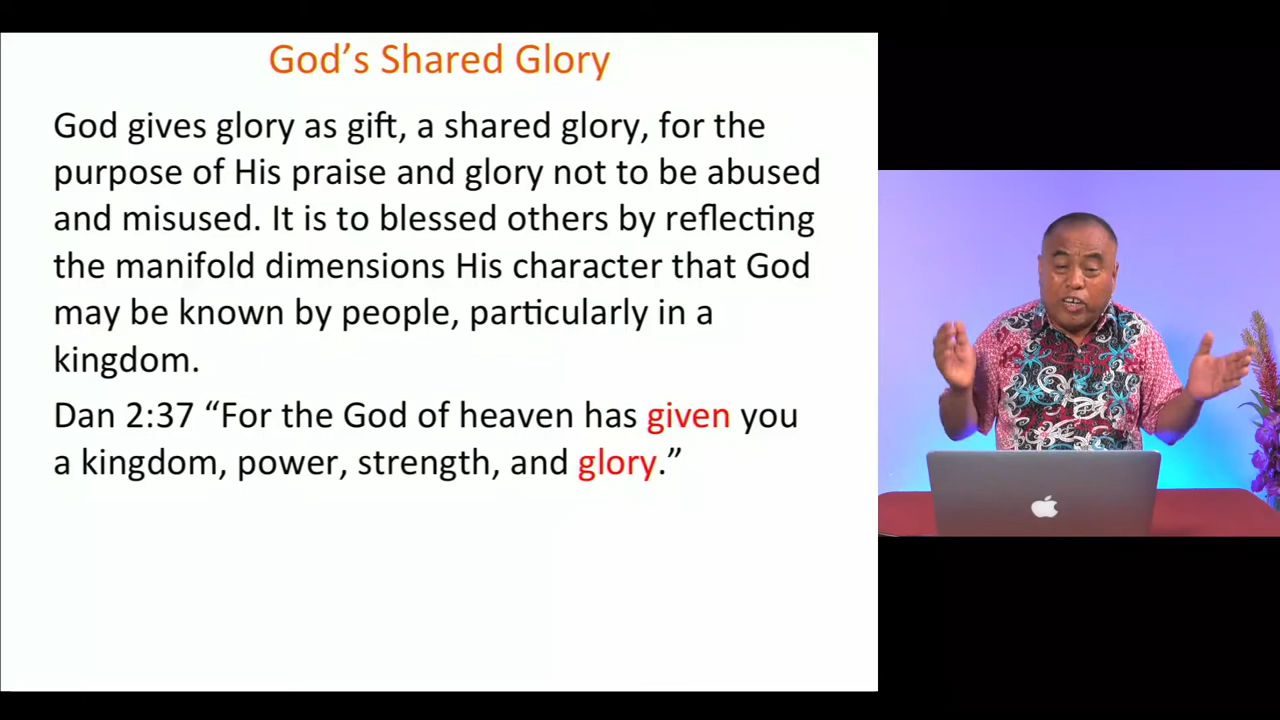 God’s Shared Glory
God gives glory as gift, a shared glory, for the
purpose of His praise and glory not to be abused
and misused. It is to blessed others by reflecting
the manifold dimensions His character that God
may be known by people, particularly in a
kingdom.
Dan 2:37 “For the God of heaven has given you
a kingdom, power, strength, and glory.”